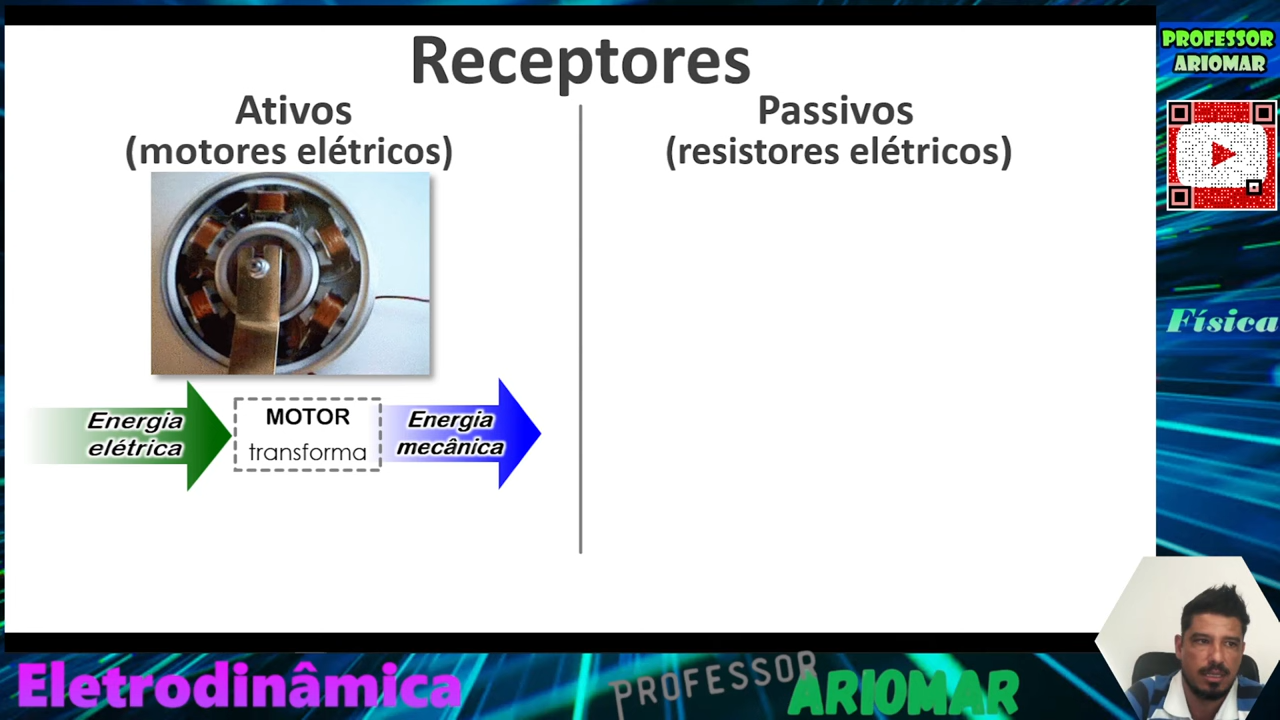 Receptores
Ativos
(motores elétricos)
Passivos
(resistores elétricos)
Energia
elétrica
MOTOR
transforma
Energia
mecânica
PROFESSOR
ARIOMAR
Física
Eletrodinâmica
PROFESSOR
ARIOMAR